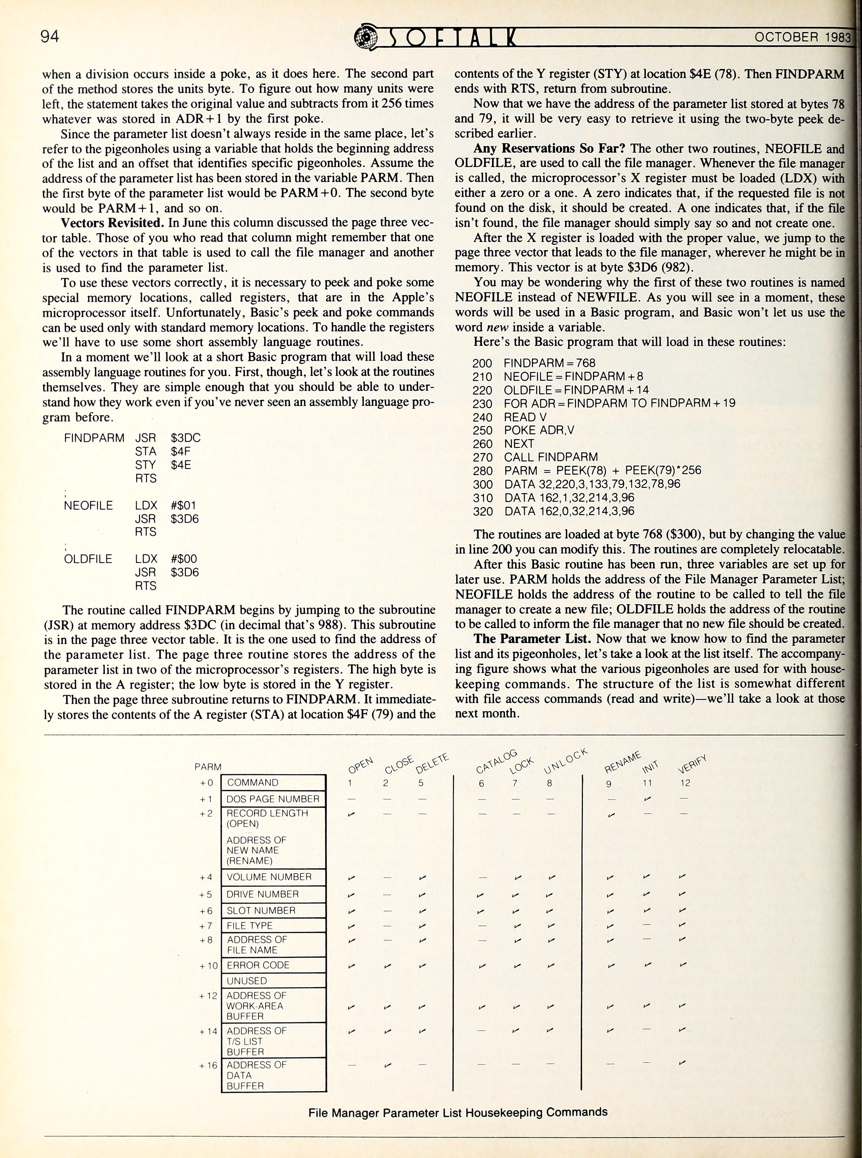 94
SOFTALK
OCTOBER 1983
when a division occurs inside a poke, as it does here. The second part
of the method stores the units byte. To figure out how many units were
left, the statement takes the original value and subtracts from it 256 times
whatever was stored in ADR+1 by the first poke.
Since the parameter list doesn't always reside in the same place, let's
refer to the pigeonholes using a variable that holds the beginning address
of the list and an offset that identifies specific pigeonholes. Assume the
address of the parameter list has been stored in the variable PARM. Then
the first byte of the parameter list would be PARM+0. The second byte
would be PARM+1, and so on.
Vectors Revisited. In June this column discussed the page three vec-
tor table. Those of you who read that column might remember that one
of the vectors in that table is used to call the file manager and another
is used to find the parameter list.
To use these vectors correctly, it is necessary to peek and poke some
special memory locations, called registers, that are in the Apple's
microprocessor itself. Unfortunately, Basic's peek and poke commands
can be used only with standard memory locations. To handle the registers
we'll have to use some short assembly language routines.
In a moment we'll look at a short Basic program that will load these
assembly language routines for you. First, though, let's look at the routines
themselves. They are simple enough that you should be able to under-
stand how they work even if you've never seen an assembly language pro-
gram before.
FINDPARM JSR $3DC
STA $4F
STY $4E
RTS
;
NEOFILE LDX #$01
JSR $3D6
RTS
;
OLDFILE LDX #$00
JSR $3D6
RTS
The routine called FINDPARM begins by jumping to the subroutine
(JSR) at memory address $3DC (in decimal that's 988). This subroutine
is in the page three vector table. It is the one used to find the address of
the parameter list. The page three routine stores the address of the
parameter list in two of the microprocessor's registers. The high byte is
stored in the A register; the low byte is stored in the Y register.
Then the page three subroutine returns to FINDPARM. It immediate-
ly stores the contents of the A register (STA) at location $4F (79) and the
contents of the Y register (STY) at location $4E (78). Then FINDPARM
ends with RTS, return from subroutine.
Now that we have the address of the parameter list stored at bytes 78
and 79, it will be very easy to retrieve it using the two-byte peek de-
scribed earlier.
Any Reservations So Far? The other two routines, NEOFILE and
OLDFILE, are used to call the file manager. Whenever the file manager
is called, the microprocessor's X register must be loaded (LDX) with
either a zero or a one. A zero indicates that, if the requested file is not
found on the disk, it should be created. A one indicates that, if the file
isn't found, the file manager should simply say so and not create one.
After the X register is loaded with the proper value, we jump to the
page three vector that leads to the file manager, wherever he might be in
memory. This vector is at byte $3D6 (982).
You may be wondering why the first of these two routines is named
NEOFILE instead of NEWFILE. As you will see in a moment, these
words will be used in a Basic program, and Basic won't let us use the
word new inside a variable.
Here's the Basic program that will load in these routines:
200 FINDPARM=768
210 NEOFILE=FINDPARM+8
220 OLDFILE=FINDPARM+14
230 FOR ADR=FINDPARM TO FINDPARM+19
240 READ V
250 POKE ADR,V
260 NEXT
270 CALL FINDPARM
280 PARM = PEEK(78) + PEEK(79)*256
300 DATA 32,220,3,133,79,132,78,96
310 DATA 162,1,32,214,3,96
320 DATA 162,0,32,214,3,96
The routines are loaded at byte 768 ($300), but by changing the value
in line 200 you can modify this. The routines are completely relocatable.
After this Basic routine has been run, three variables are set up for
later use. PARM holds the address of the File Manager Parameter List;
NEOFILE holds the address of the routine to be called to tell the file
manager to create a new file; OLDFILE holds the address of the routine
to be called to inform the file manager that no new file should be created.
The Parameter List. Now that we know how to find the parameter
list and its pigeonholes, let's take a look at the list itself. The accompany-
ing figure shows what the various pigeonholes are used for with house-
keeping commands. The structure of the list is somewhat different
with file access commands (read and write)—we'll take a look at those
next month.
PARM OPEN CLOSE DELETE CATALOG LOCK UNLOCK RENAME INIT VERIFY
+0 COMMAND 1 2 5 6 7 8 9 11 12
+1 DOS PAGE NUMBER – – – – – – – ✓ –
+2 RECORD LENGTH ✓ – – – – – ✓ – –
(OPEN)
ADDRESS OF
NEW NAME
(RENAME)
+4 VOLUME NUMBER ✓ – ✓ – ✓ ✓ ✓ ✓ ✓
+5 DRIVE NUMBER ✓ – ✓ ✓ ✓ ✓ ✓ ✓ ✓
+6 SLOT NUMBER ✓ – ✓ ✓ ✓ ✓ ✓ ✓ ✓
+7 FILE TYPE ✓ – ✓ – ✓ ✓ ✓ – ✓
+8 ADDRESS OF ✓ – ✓ – ✓ ✓ ✓ – ✓
FILE NAME
+10 ERROR CODE ✓ ✓ ✓ ✓ ✓ ✓ ✓ ✓ ✓
UNUSED
+12 ADDRESS OF
WORK-AREA ✓ ✓ ✓ ✓ ✓ ✓ ✓ ✓ ✓
BUFFER
+14 ADDRESS OF ✓ ✓ ✓ – ✓ ✓ ✓ – ✓
T/S LIST
BUFFER
+16 ADDRESS OF – ✓ – – – – – – ✓
DATA
BUFFER
File Manager Parameter List Housekeeping Commands